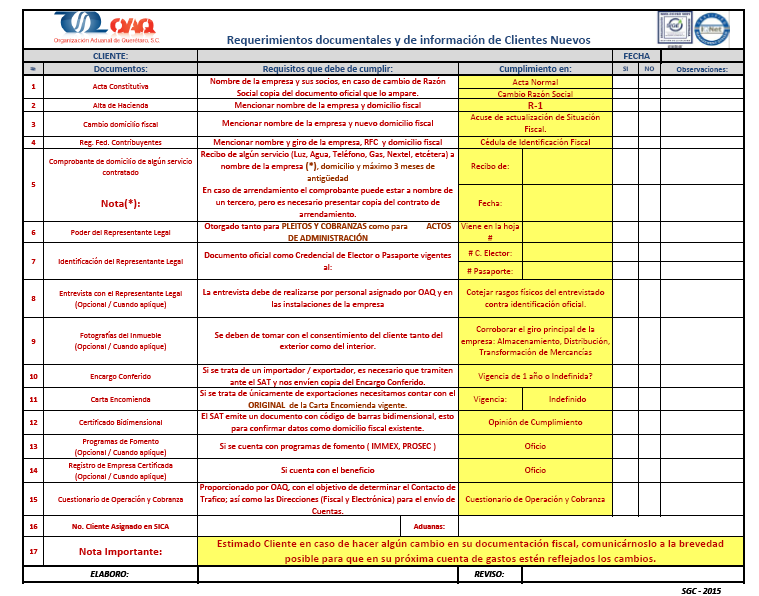 OAQ
Organización Aduanal de Querétaro, S.C.
Requerimientos documentales y de información de Clientes Nuevos
CLIENTE:
FECHA
Documentos:
Requisitos que debe de cumplir:
Cumplimiento en:
SI
NO
Observaciones:
1
Acta Constitutiva
Nombre de la empresa y sus socios, en caso de cambio de Razón
Social copia del documento oficial que lo ampare.
Acta Normal
Cambio Razón Social
2
Alta de Hacienda
Mencionar nombre de la empresa y domicilio fiscal
R-1
3
Cambio domicilio fiscal
Mencionar nombre de la empresa y nuevo domicilio fiscal
Acuse de actualización de Situación
Fiscal.
4
Reg. Fed. Contribuyentes
Mencionar nombre y giro de la empresa, RFC y domicilio fiscal
Cédula de Identificación Fiscal
5
Comprobante de domicilio de algún servicio
contratado
Nota(*):
Recibo de algún servicio (Luz, Agua, Teléfono, Gas, Nextel, etcétera) a
nombre de la empresa (*), domicilio y máximo 3 meses de
antigüedad
En caso de arrendamiento el comprobante puede estar a nombre de
un tercero, pero es necesario presentar copia del contrato de
arrendamiento.
Recibo de:
Fecha:
6
Poder del Representante Legal
Otorgado tanto para PLEITOS Y COBRANZAS como para ACTOS
DE ADMINISTRACIÓN
Viene en la hoja
#
7
Identificación del Representante Legal
Documento oficial como Credencial de Elector o Pasaporte vigentes
al:
# C. Elector:
# Pasaporte:
8
Entrevista con el Representante Legal
(Opcional / Cuando aplique)
La entrevista debe de realizarse por personal asignado por OAQ y en
las instalaciones de la empresa
Cotejar rasgos físicos del entrevistado
contra identificación oficial.
9
Fotografías del Inmueble
(Opcional / Cuando aplique)
Se deben de tomar con el consentimiento del cliente tanto del
exterior como del interior.
Corroborar el giro principal de la
empresa: Almacenamiento, Distribución,
Transformación de Mercancías
10
Encargo Conferido
Si se trata de un importador / exportador, es necesario que tramiten
ante el SAT y nos envíen copia del Encargo Conferido.
Vigencia de 1 año o Indefinida?
11
Carta Encomienda
Si se trata de únicamente de exportaciones necesitamos contar con el
ORIGINAL de la Carta Encomienda vigente.
Vigencia:
Indefinido
12
Certificado Bidimensional
El SAT emite un documento con código de barras bidimensional, esto
para confirmar datos como domicilio fiscal existente.
Opinión de Cumplimiento
13
Programas de Fomento
(Opcional / Cuando aplique)
Si se cuenta con programas de fomento ( IMMEX, PROSEC )
Oficio
14
Registro de Empresa Certificada
(Opcional / Cuando aplique)
Si cuenta con el beneficio
Oficio
15
Cuestionario de Operación y Cobranza
Proporcionado por OAQ, con el objetivo de determinar el Contacto de
Trafico; así como las Direcciones (Fiscal y Electrónica) para el envío de
Cuentas.
Cuestionario de Operación y Cobranza
16
No. Cliente Asignado en SICA
Aduanas:
17
Nota Importante:
Estimado Cliente en caso de hacer algún cambio en su documentación fiscal, comunicárnoslo a la brevedad
posible para que en su próxima cuenta de gastos estén reflejados los cambios.
ELABORO:
REVISO:
SGC - 2015